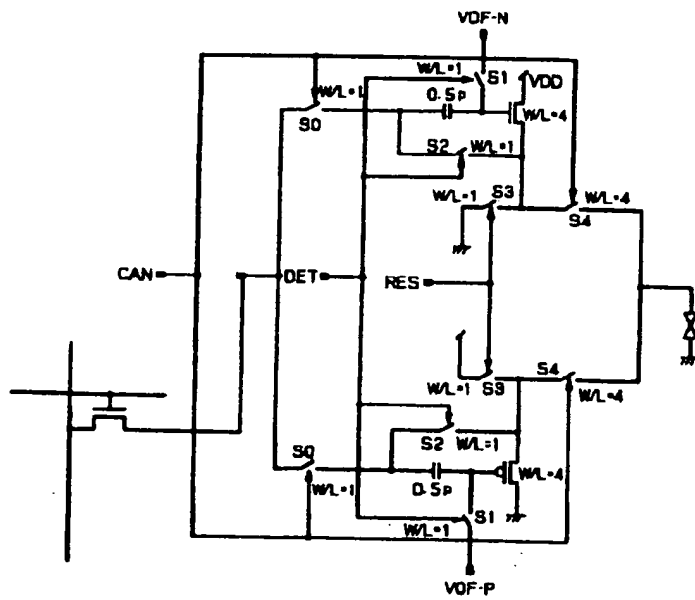 VOF-N
W/L=1
S1
VDD
W/L=1
0.5p
S0
W/L=4
S2
W/L=1
W/L=1
S3
W/L=4
S4
CAN
DET
RES
S4
W/L=1
S3
W/L=4
S2
W/L=1
S0
W/L=1
0.5p
W/L=4
S1
W/L=1
VOF-P